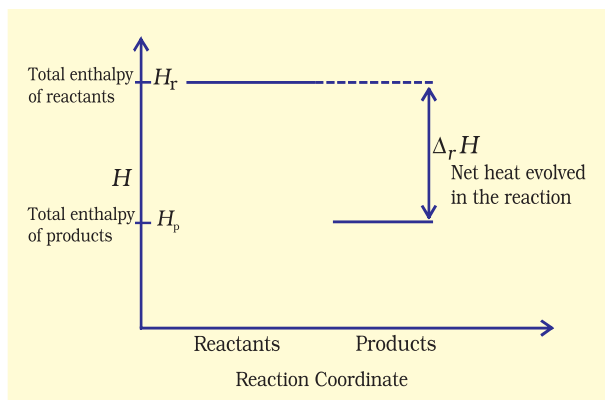 Total enthalpy
of reactants
H_r
Δ_r H
Net heat evolved
in the reaction
H
Total enthalpy
of products
H_p
Reactants
Products
Reaction Coordinate